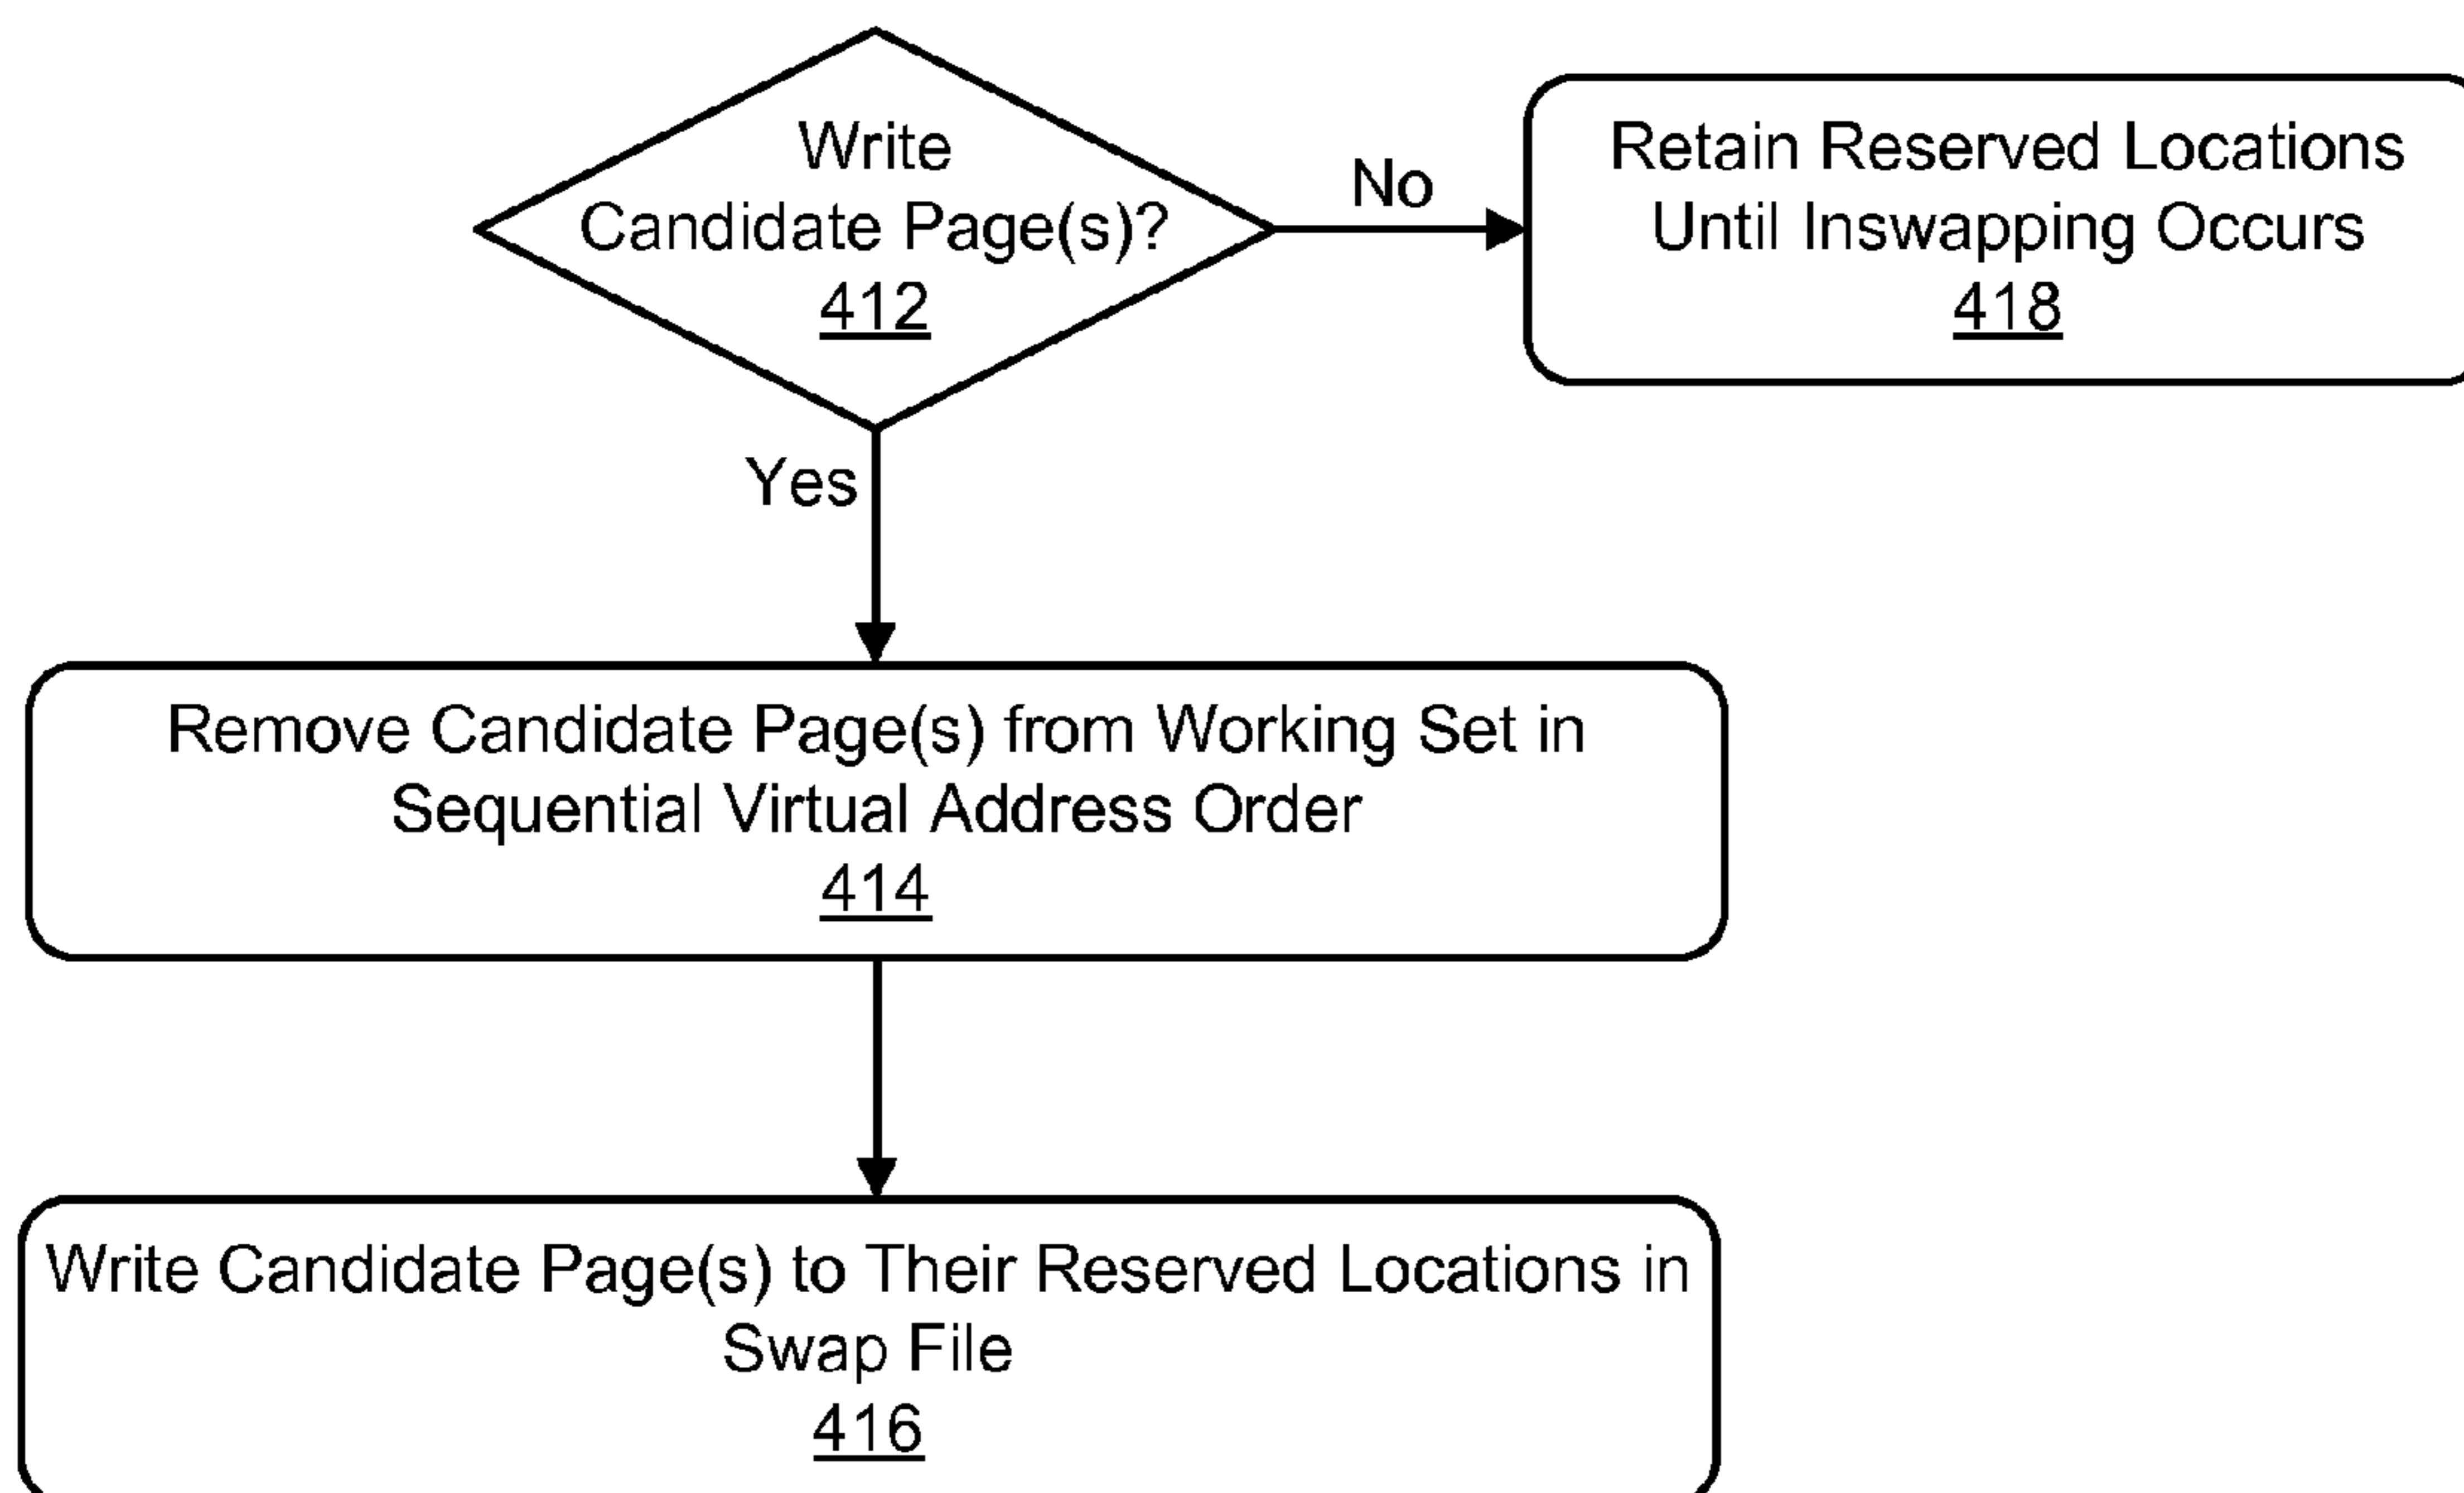 Write
Candidate Page(s)?
412
No
Retain Reserved Locations
Until Inswapping Occurs
418
Yes
Remove Candidate Page(s) from Working Set in
Sequential Virtual Address Order
414
Write Candidate Page(s) to Their Reserved Locations in
Swap File
416